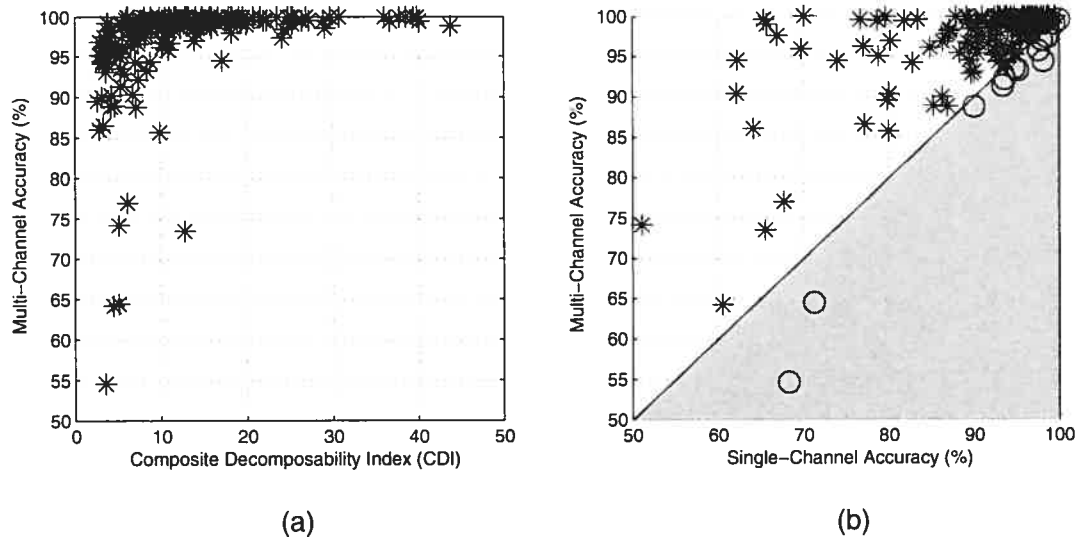 100
95
90
85
80
75
70
65
60
55
50
Multi−Channel Accuracy (%)
0 10 20 30 40 50
Composite Decomposability Index (CDI)
(a)
100
95
90
85
80
75
70
65
60
55
50
Multi−Channel Accuracy (%)
50 60 70 80 90 100
Single−Channel Accuracy (%)
(b)